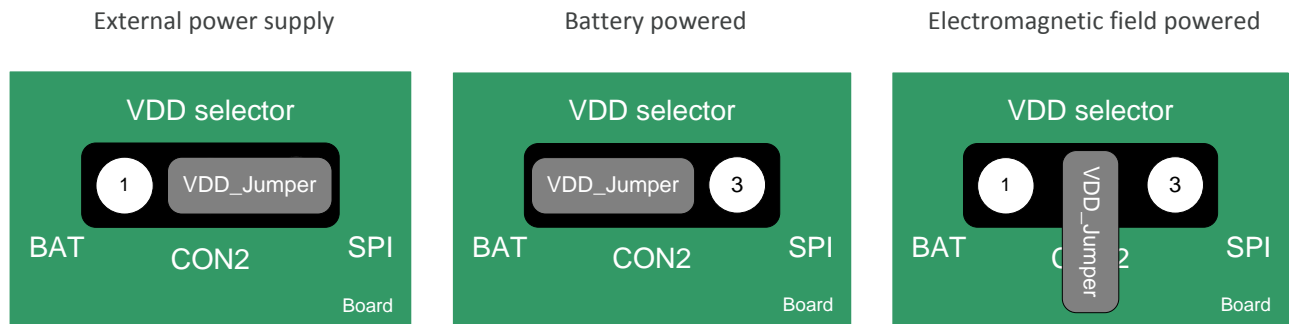 External power supply
VDD selector
1 VDD_Jumper
BAT CON2 SPI
Board
Battery powered
VDD selector
VDD_Jumper 3
BAT CON2 SPI
Board
Electromagnetic field powered
VDD selector
1 VDD_Jumper 3
BAT C 2 SPI
Board